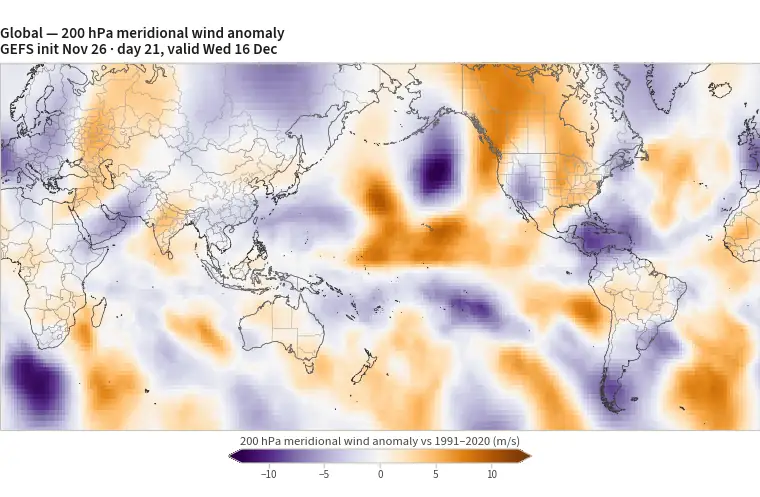 Global — 200 hPa meridional wind anomaly
GEFS init Nov 26 · day 21, valid Wed 16 Dec
200 hPa meridional wind anomaly vs 1991–2020 (m/s)
−10 −5 0 5 10